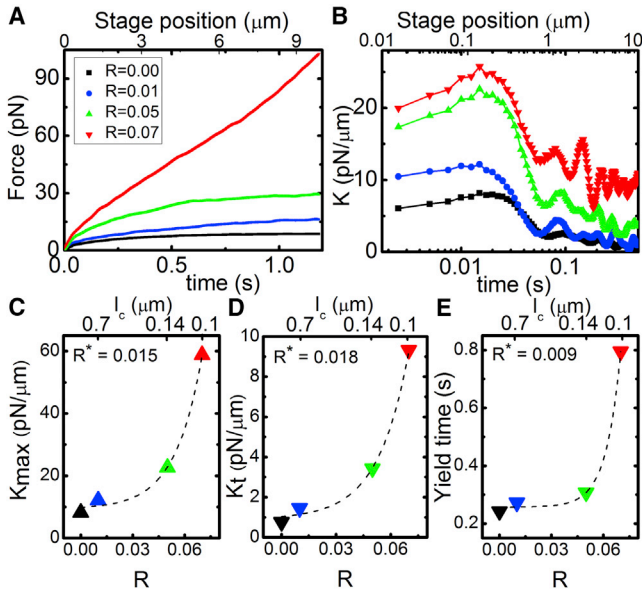 A
Stage position (μm)
0 3 6 9
Force (pN)
105
90
60
30
0
R=0.00
R=0.01
R=0.05
R=0.07
0.0 0.5 1.0
time (s)
B
Stage position (μm)
0.01 0.1 1 10
K (pN/μm)
20
10
0
0.01 0.1
time (s)
C
l_c (μm)
0.7 0.14 0.1
R* = 0.015
Kmax (pN/μm)
60
40
20
0
0.00 0.03 0.06
R
D
l_c (μm)
0.7 0.14 0.1
R* = 0.018
Kt (pN/μm)
10
8
6
4
2
0
0.00 0.03 0.06
R
E
l_c (μm)
0.7 0.14 0.1
R* = 0.009
Yield time (s)
0.8
0.6
0.4
0.2
0.00 0.03 0.06
R